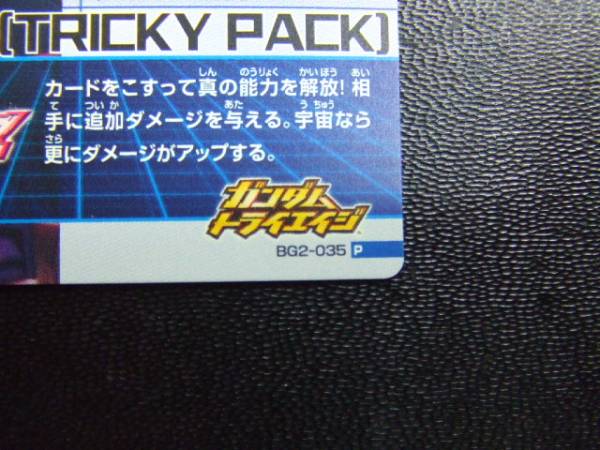 [TRICKY PACK]
カードをこすって真の能力を解放!相
手に追加ダメージを与える。宇宙なら
更にダメージがアップする。
ガンダム
トライエイジ
BG2-035 P